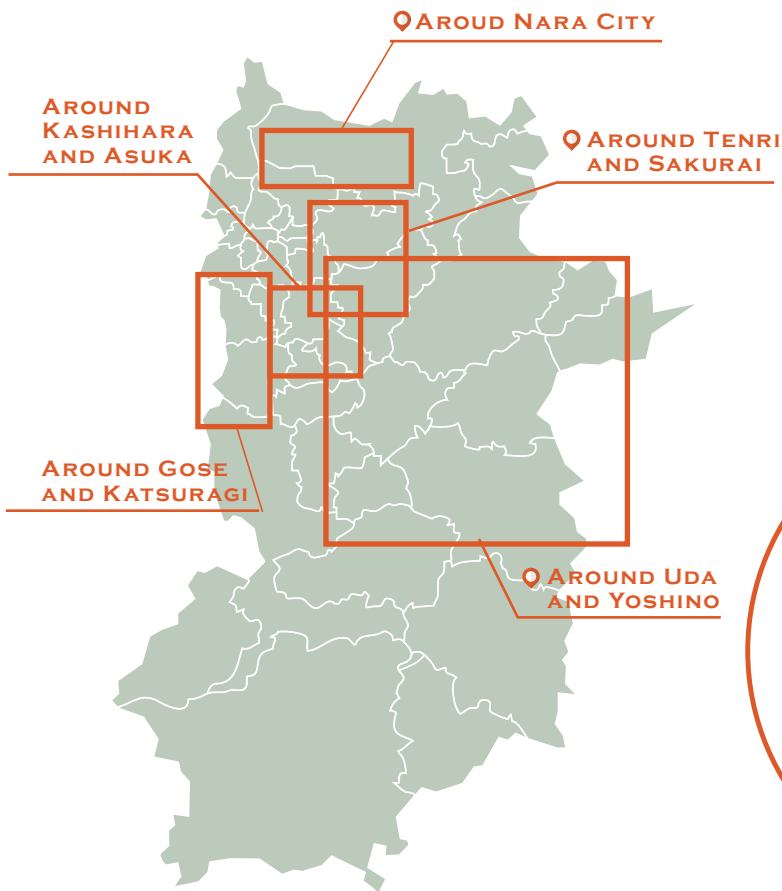 AROUD NARA CITY
AROUND
KASHIHARA
AND ASUKA
AROUND TENRI
AND SAKURAI
AROUND GOSE
AND KATSURAGI
AROUND UDA
AND YOSHINO